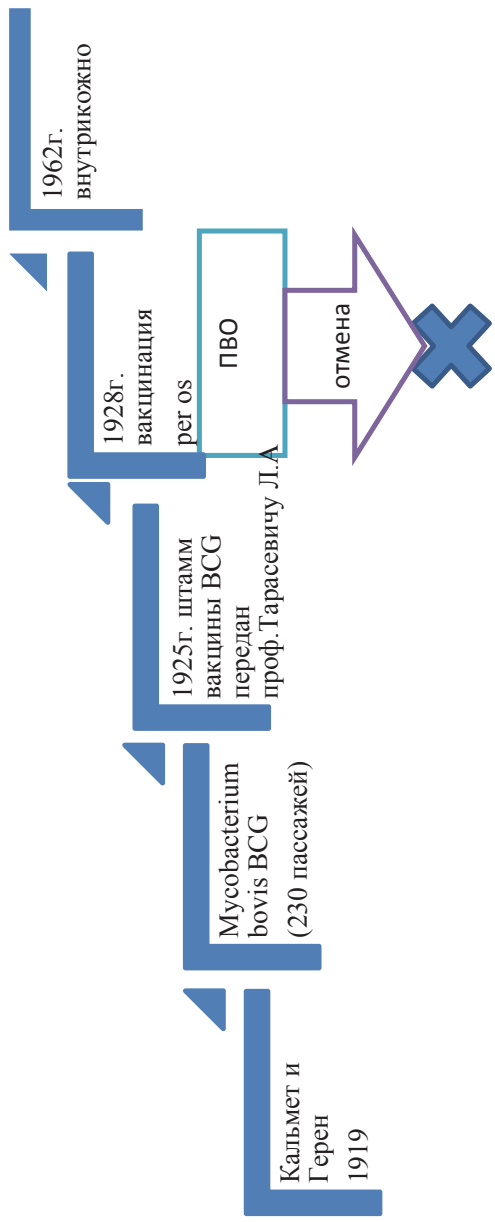 Кальмет и
Герен
1919
Mycobacterium
bovis BCG
(230 пассажей)
1925г. штамм
вакцины BCG
передан
проф.Тарасевичу Л.А
1928г.
вакцинация
per os
ПВО
отмена
1962г.
внутрикожно